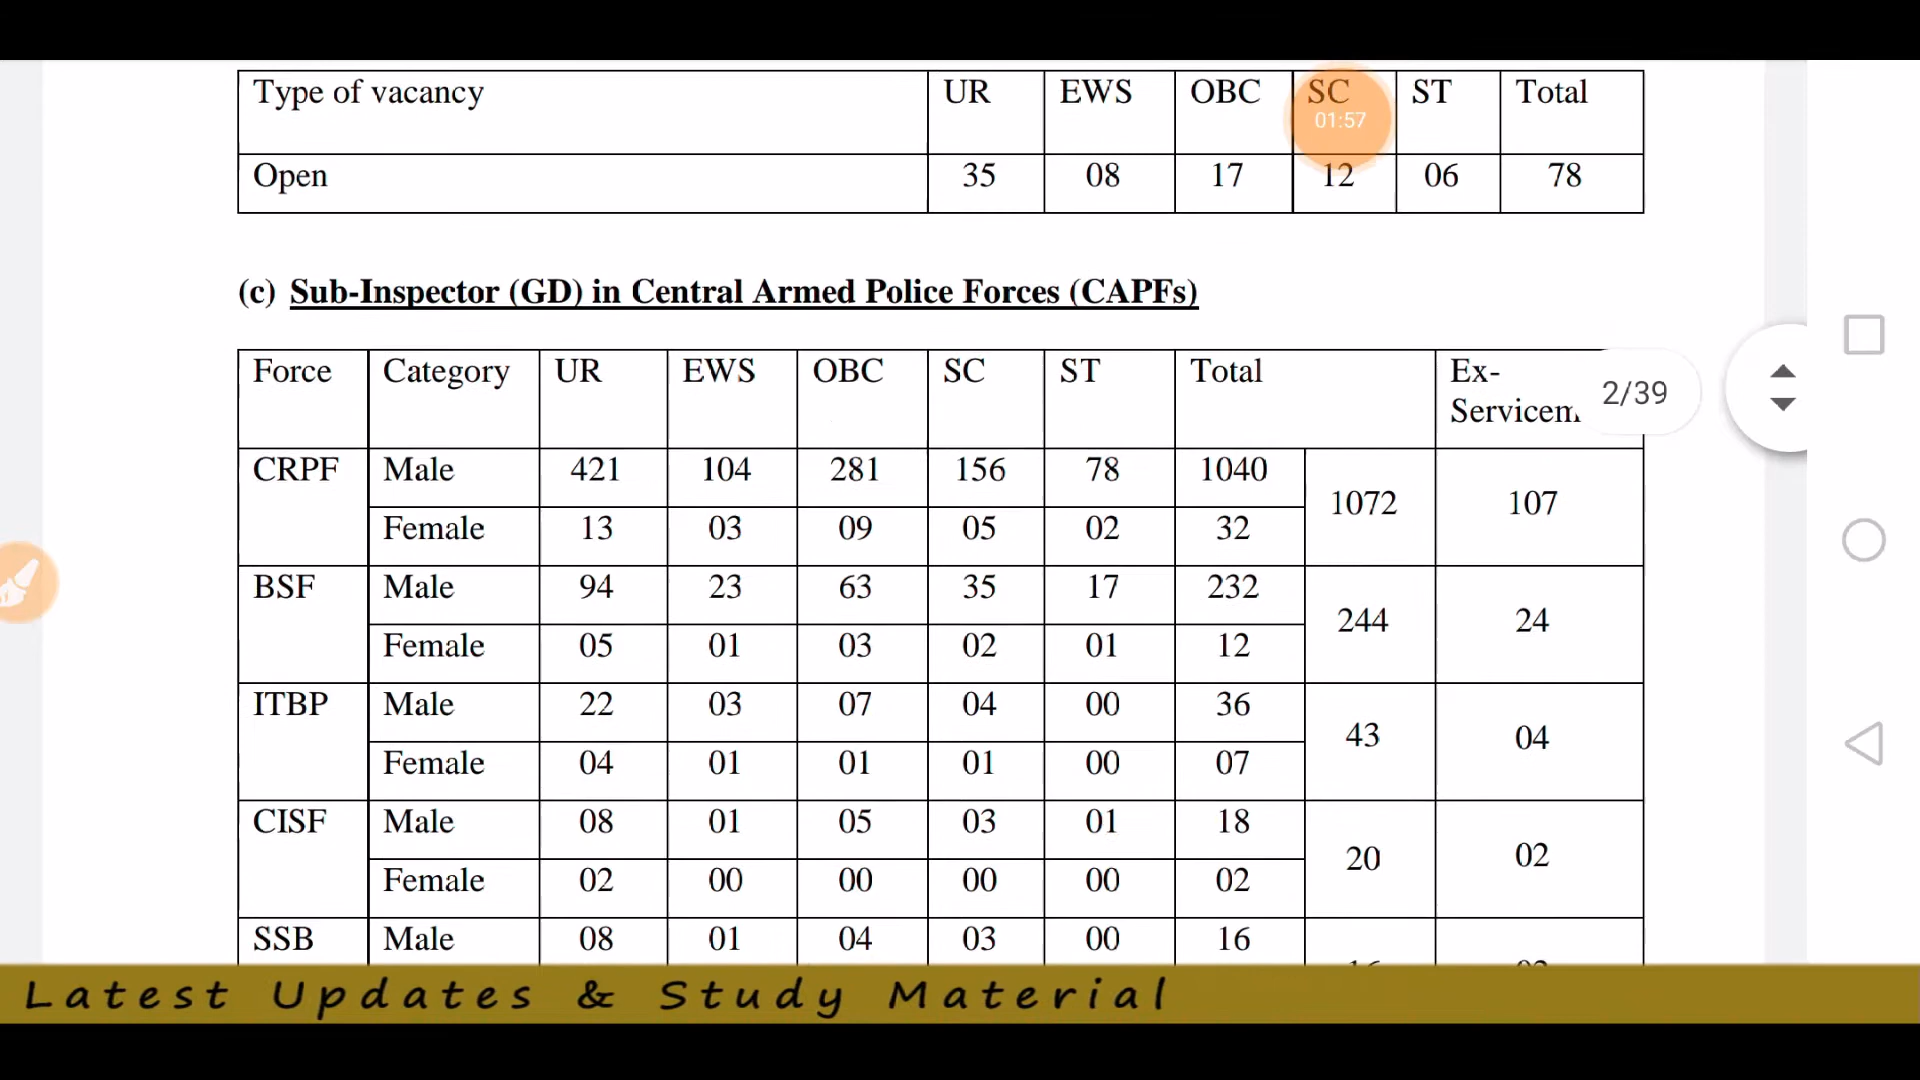 Type of vacancy UR EWS OBC SC ST Total
01:57
Open 35 08 17 12 06 78
(c) Sub-Inspector (GD) in Central Armed Police Forces (CAPFs)
Force Category UR EWS OBC SC ST Total Ex-
2/39
CRPF Male 421 104 281 156 78 1040
1072 107
Female 13 03 09 05 02 32
BSF Male 94 23 63 35 17 232
244 24
Female 05 01 03 02 01 12
ITBP Male 22 03 07 04 00 36
43 04
Female 04 01 01 01 00 07
CISF Male 08 01 05 03 01 18
20 02
Female 02 00 00 00 00 02
SSB Male 08 01 04 03 00 16
Latest Updates & Study Material